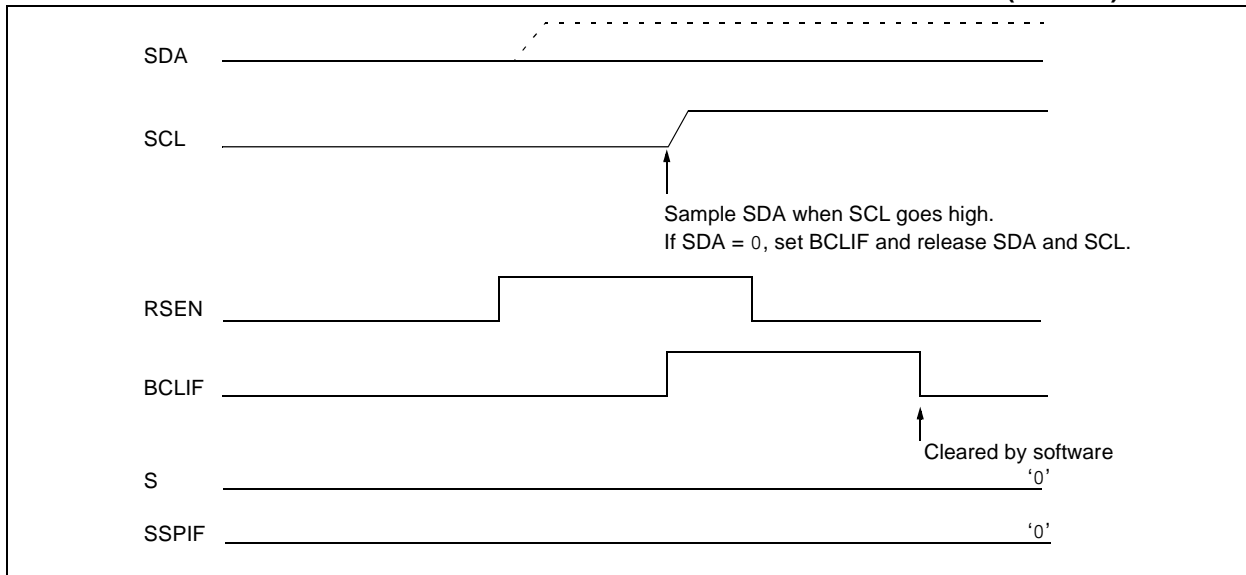 SDA
SCL
Sample SDA when SCL goes high.
If SDA = 0, set BCLIF and release SDA and SCL.
RSEN
BCLIF
Cleared by software
S
‘0’
SSPIF
‘0’